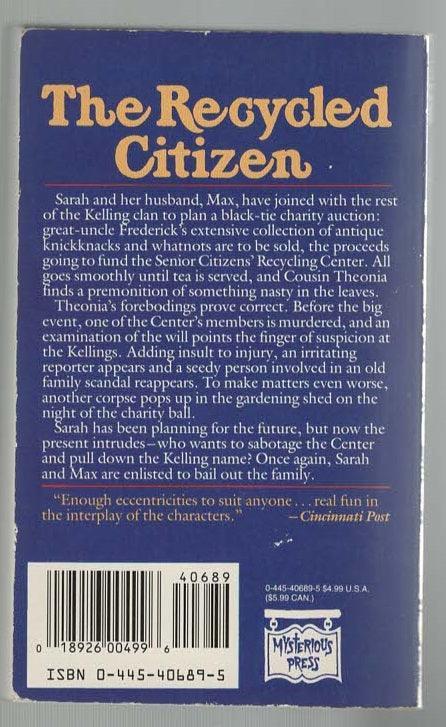 The Recycled
Citizen
Sarah and her husband, Max, have joined with the rest
of the Kelling clan to plan a black-tie charity auction:
great-uncle Frederick's extensive collection of antique
knickknacks and whatnots are to be sold, the proceeds
going to fund the Senior Citizens' Recycling Center. All
goes smoothly until tea is served, and Cousin Theonia
finds a premonition of something nasty in the leaves.
Theonia's forebodings prove correct. Before the big
event, one of the Center's members is murdered, and an
examination of the will points the finger of suspicion at
the Kellings. Adding insult to injury, an irritating
reporter appears and a seedy person involved in an old
family scandal reappears. To make matters even worse,
another corpse pops up in the gardening shed on the
night of the charity ball.
Sarah has been planning for the future, but now the
present intrudes—who wants to sabotage the Center
and pull down the Kelling name? Once again, Sarah
and Max are enlisted to bail out the family.
"Enough eccentricities to suit anyone...real fun in
the interplay of the characters." —Cincinnati Post
40689
0 18926 00499 6
ISBN 0-445-40689-5
0-445-40689-5 $4.99 U.S.A.
($5.99 CAN.)
MYSTERIOUS
PRESS